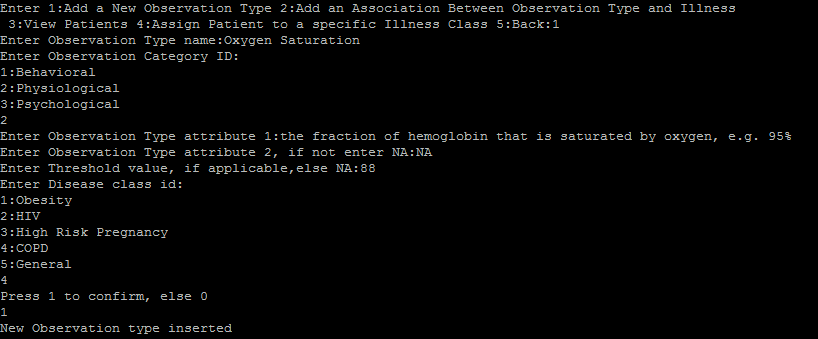 Enter 1:Add a New Observation Type 2:Add an Association Between Observation Type and Illness
 3:View Patients 4:Assign Patient to a specific Illness Class 5:Back:1
Enter Observation Type name:Oxygen Saturation
Enter Observation Category ID:
1:Behavioral
2:Physiological
3:Psychological
2
Enter Observation Type attribute 1:the fraction of hemoglobin that is saturated by oxygen, e.g. 95%
Enter Observation Type attribute 2, if not enter NA:NA
Enter Threshold value, if applicable,else NA:88
Enter Disease class id:
1:Obesity
2:HIV
3:High Risk Pregnancy
4:COPD
5:General
4
Press 1 to confirm, else 0
1
New Observation type inserted